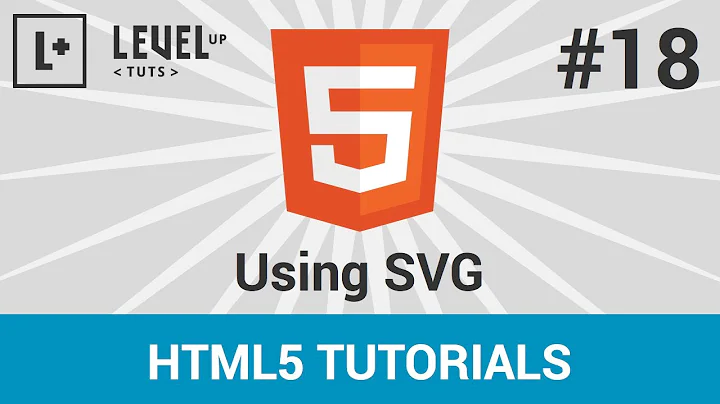 L+
LEVEL UP
<TUTS>
#18
5
Using SVG
HTML5 TUTORIALS